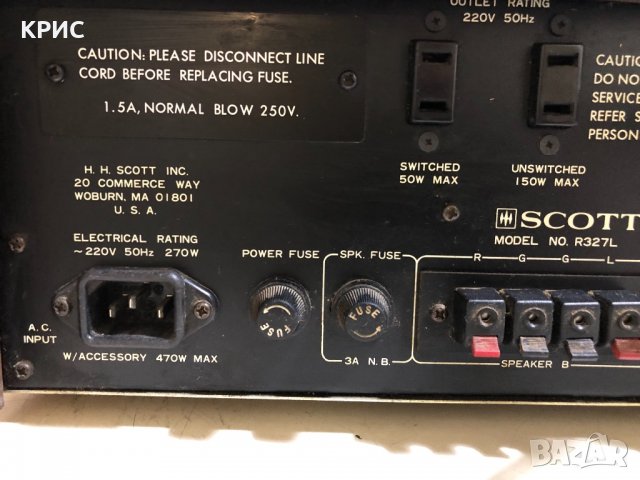 КРИС
OUTLET RATING
220V 50Hz
CAUTION: PLEASE DISCONNECT LINE
CORD BEFORE REPLACING FUSE.
1.5A, NORMAL BLOW 250V.
SWITCHED
50W MAX
UNSWITCHED
150W MAX
DO NO
SERVICE
REFER S
PERSON
H. H. SCOTT INC.
20 COMMERCE WAY
WOBURN, MA 01801
U. S. A.
SCOTT
MODEL NO. R327L
ELECTRICAL RATING
~220V 50Hz 270W
POWER FUSE
SPK. FUSE
R G G L
FUSE
FUSE
A.C.
INPUT
W/ACCESSORY 470W MAX
3A N.B.
SPEAKER B
BAZAR